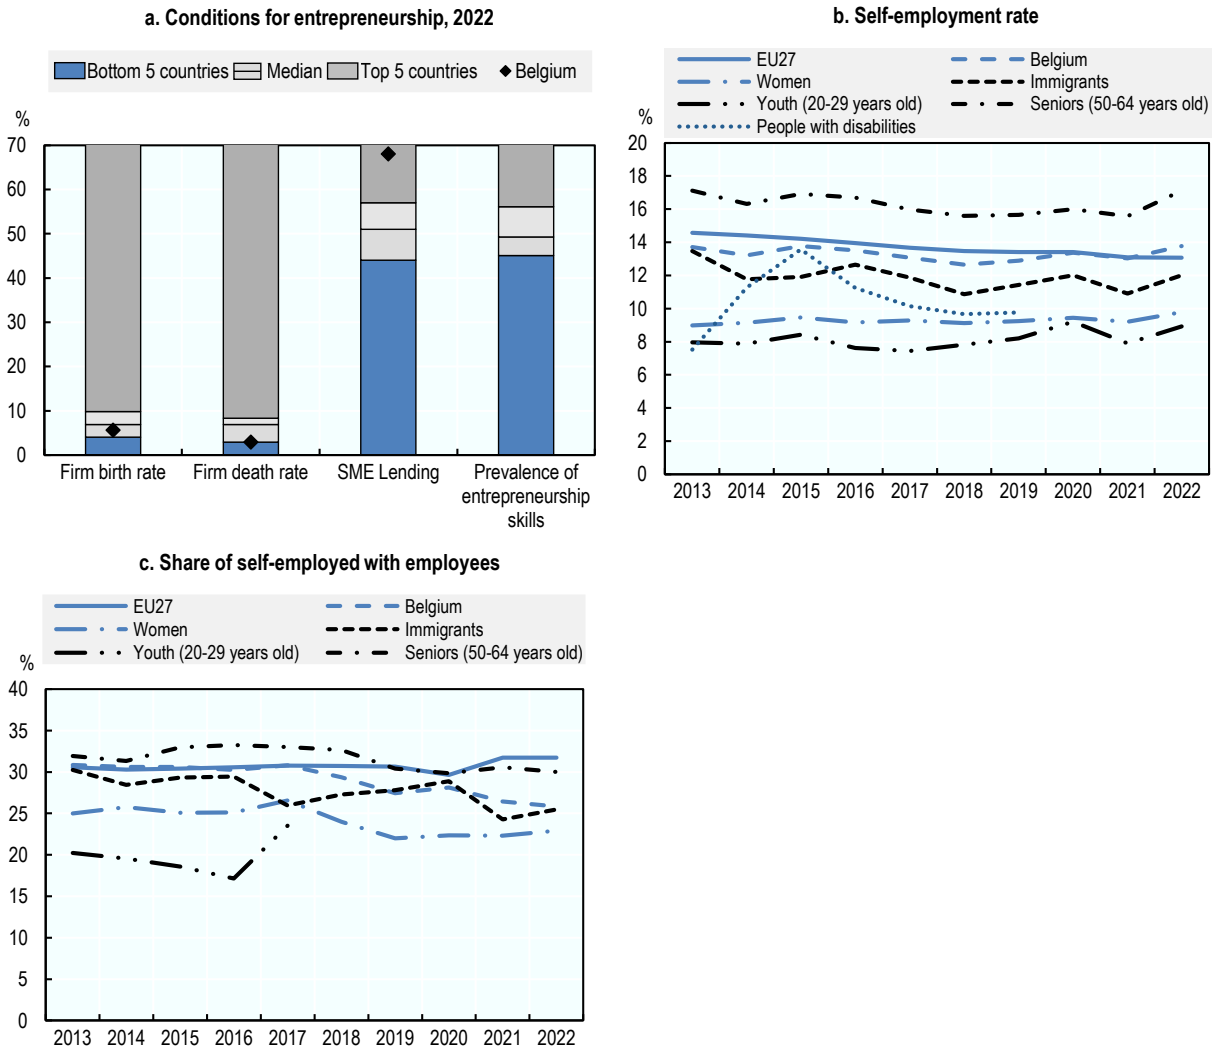 a. Conditions for entrepreneurship, 2022
Bottom 5 countries Median Top 5 countries Belgium
%
70
60
50
40
30
20
10
0
Firm birth rate Firm death rate SME Lending Prevalence of
entrepreneurship
skills
b. Self-employment rate
EU27 Belgium
Women Immigrants
Youth (20-29 years old) Seniors (50-64 years old)
People with disabilities
%
20
18
16
14
12
10
8
6
4
2
0
2013 2014 2015 2016 2017 2018 2019 2020 2021 2022
c. Share of self-employed with employees
EU27 Belgium
Women Immigrants
Youth (20-29 years old) Seniors (50-64 years old)
%
40
35
30
25
20
15
10
5
0
2013 2014 2015 2016 2017 2018 2019 2020 2021 2022